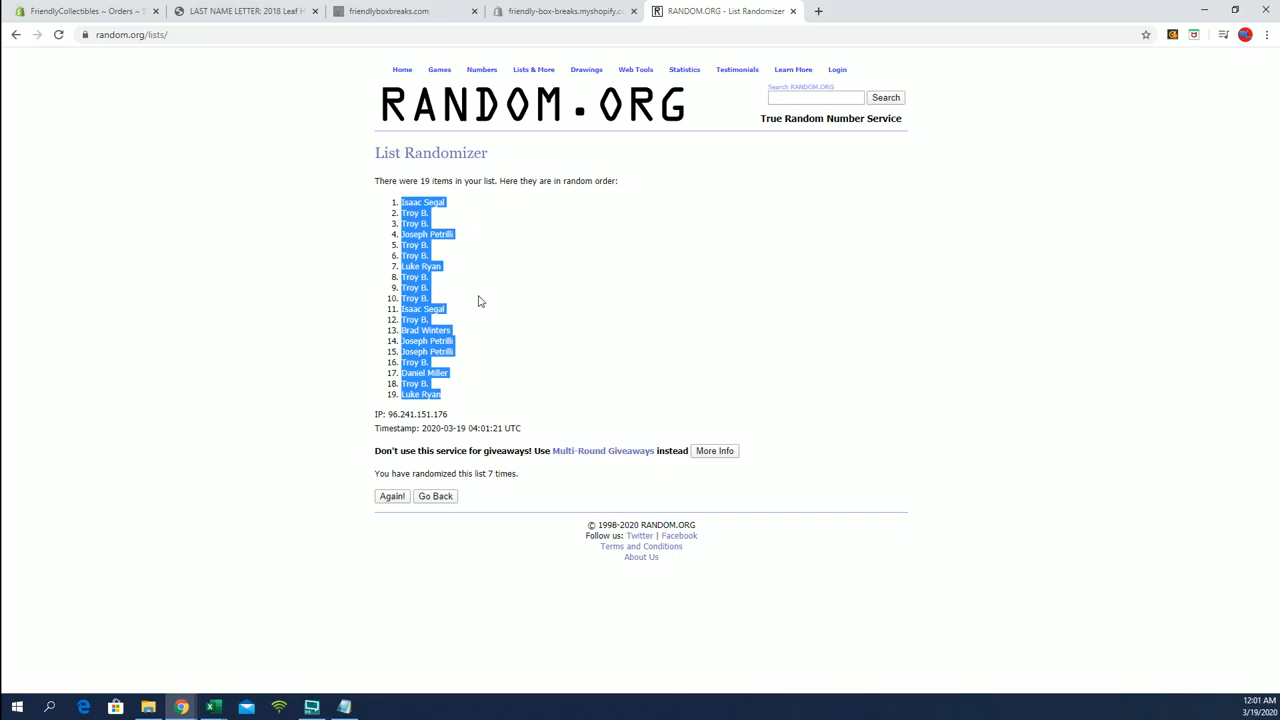 FriendlyCollectibles ~ Orders ~ S
LAST NAME LETTER: 2018 Leaf H
friendlyboxbreaks.com
friendly-box-breaks.myshopify.cc
RANDOM.ORG - List Randomizer
random.org/lists/
Home Games Numbers Lists & More Drawings Web Tools Statistics Testimonials Learn More Login
RANDOM.ORG
Search RANDOM.ORG
Search
True Random Number Service
List Randomizer
There were 19 items in your list. Here they are in random order:
1. Isaac Segal
2. Troy B.
3. Troy B.
4. Joseph Petrilli
5. Troy B.
6. Troy B.
7. Luke Ryan
8. Troy B.
9. Troy B.
10. Troy B.
11. Isaac Segal
12. Troy B.
13. Brad Winters
14. Joseph Petrilli
15. Joseph Petrilli
16. Troy B.
17. Daniel Miller
18. Troy B.
19. Luke Ryan
IP: 96.241.151.176
Timestamp: 2020-03-19 04:01:21 UTC
Don't use this service for giveaways! Use Multi-Round Giveaways instead More Info
You have randomized this list 7 times.
Again! Go Back
© 1998-2020 RANDOM.ORG
Follow us: Twitter | Facebook
Terms and Conditions
About Us
12:01 AM
3/19/2020